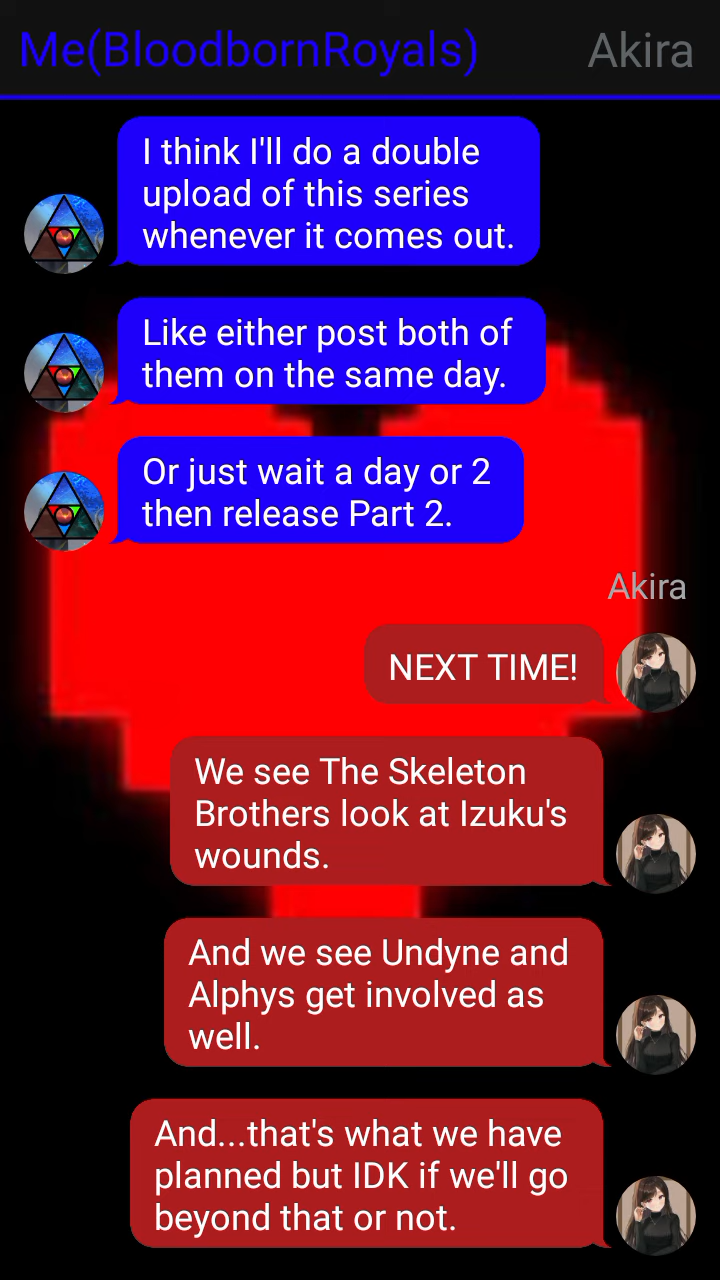 Me(BloodbornRoyals)
Akira
I think I'll do a double
upload of this series
whenever it comes out.
Like either post both of
them on the same day.
Or just wait a day or 2
then release Part 2.
Akira
NEXT TIME!
We see The Skeleton
Brothers look at Izuku's
wounds.
And we see Undyne and
Alphys get involved as
well.
And...that's what we have
planned but IDK if we'll go
beyond that or not.